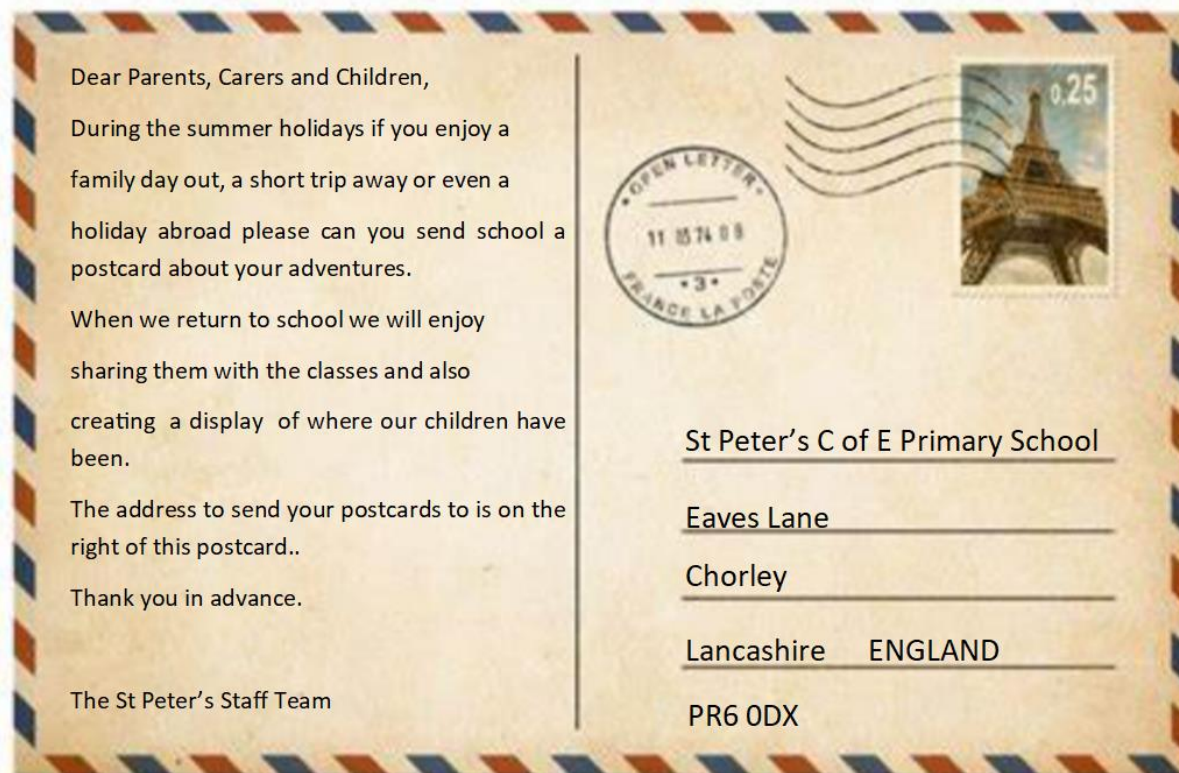 Dear Parents, Carers and Children,
During the summer holidays if you enjoy a
family day out, a short trip away or even a
holiday abroad please can you send school a
postcard about your adventures.
When we return to school we will enjoy
sharing them with the classes and also
creating a display of where our children have
been.
The address to send your postcards to is on the
right of this postcard..
Thank you in advance.
The St Peter's Staff Team
0.25
OPEN LETTER
3
FRANCE LA POSTE
St Peter's C of E Primary School
Eaves Lane
Chorley
Lancashire ENGLAND
PR6 0DX